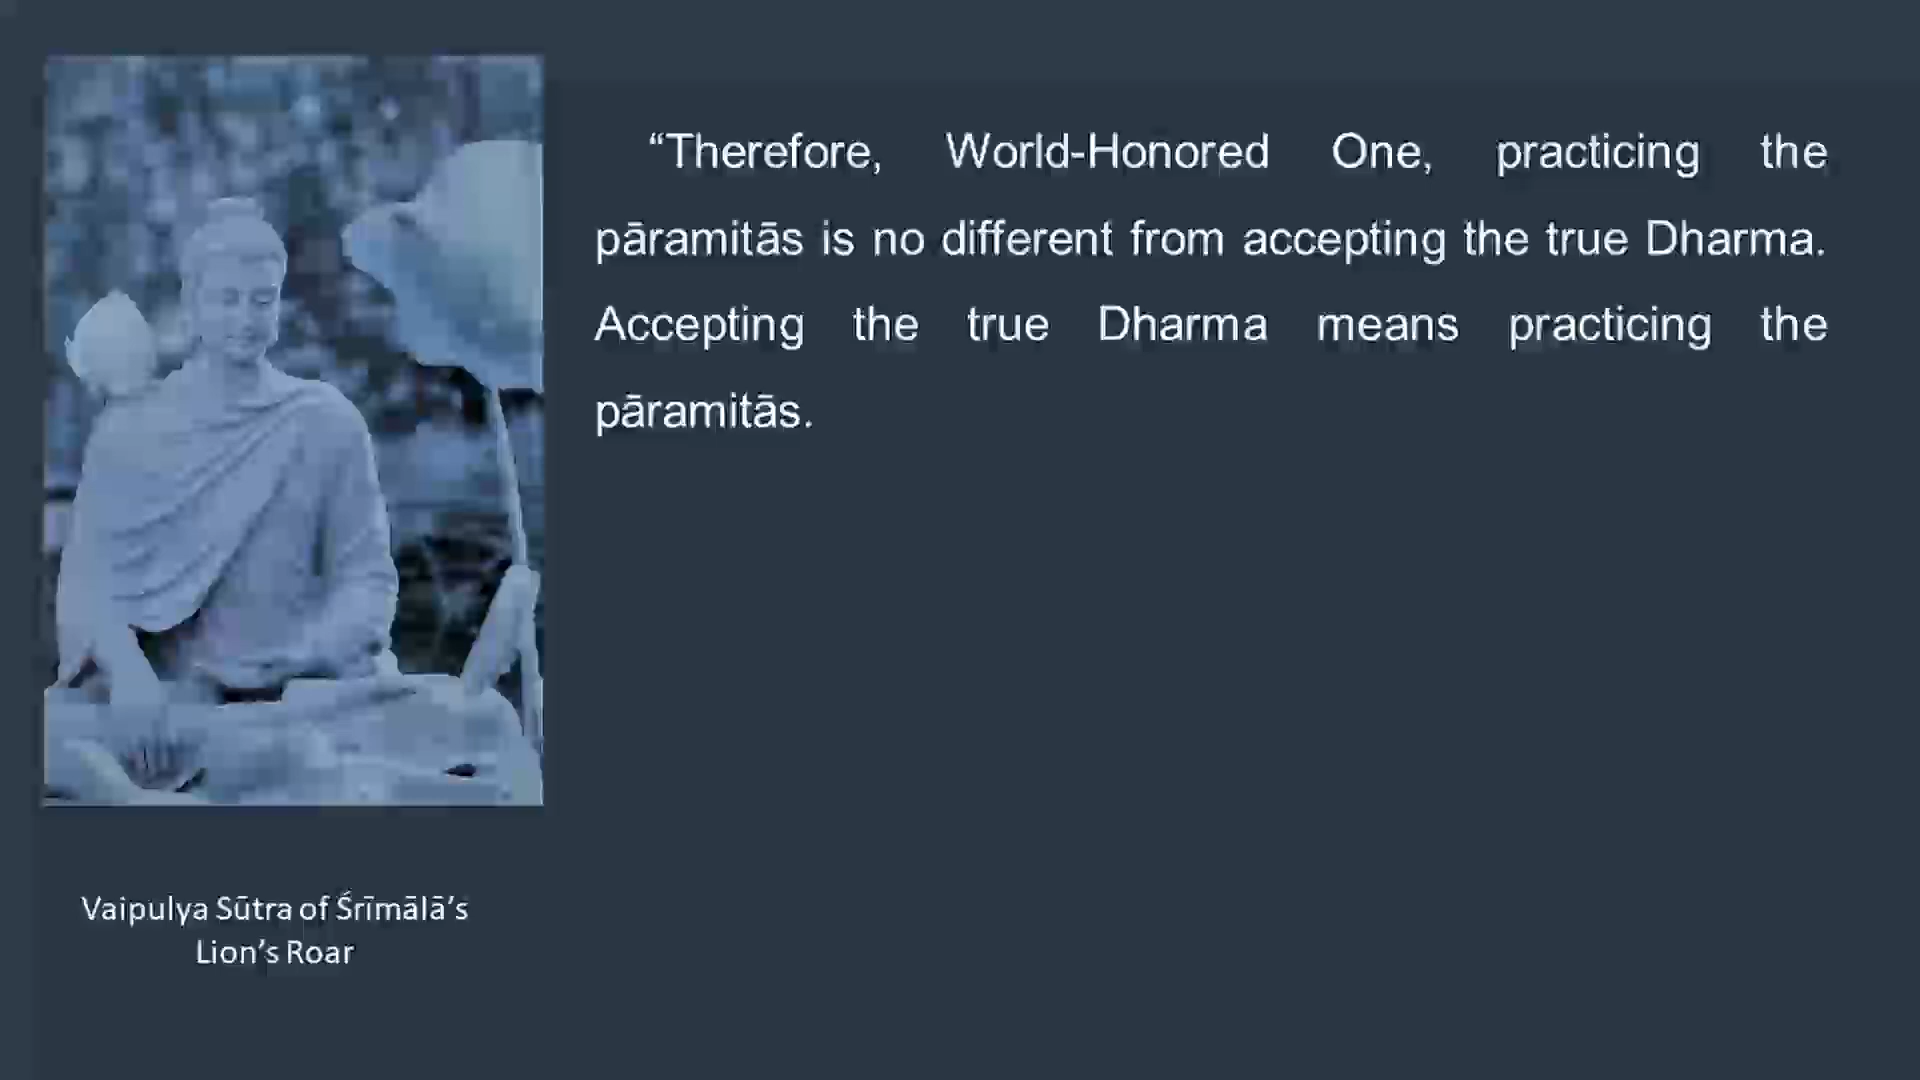 “Therefore, World-Honored One, practicing the
pāramitās is no different from accepting the true Dharma.
Accepting the true Dharma means practicing the
pāramitās.
Vaipulya Sūtra of Śrīmālā’s
Lion’s Roar